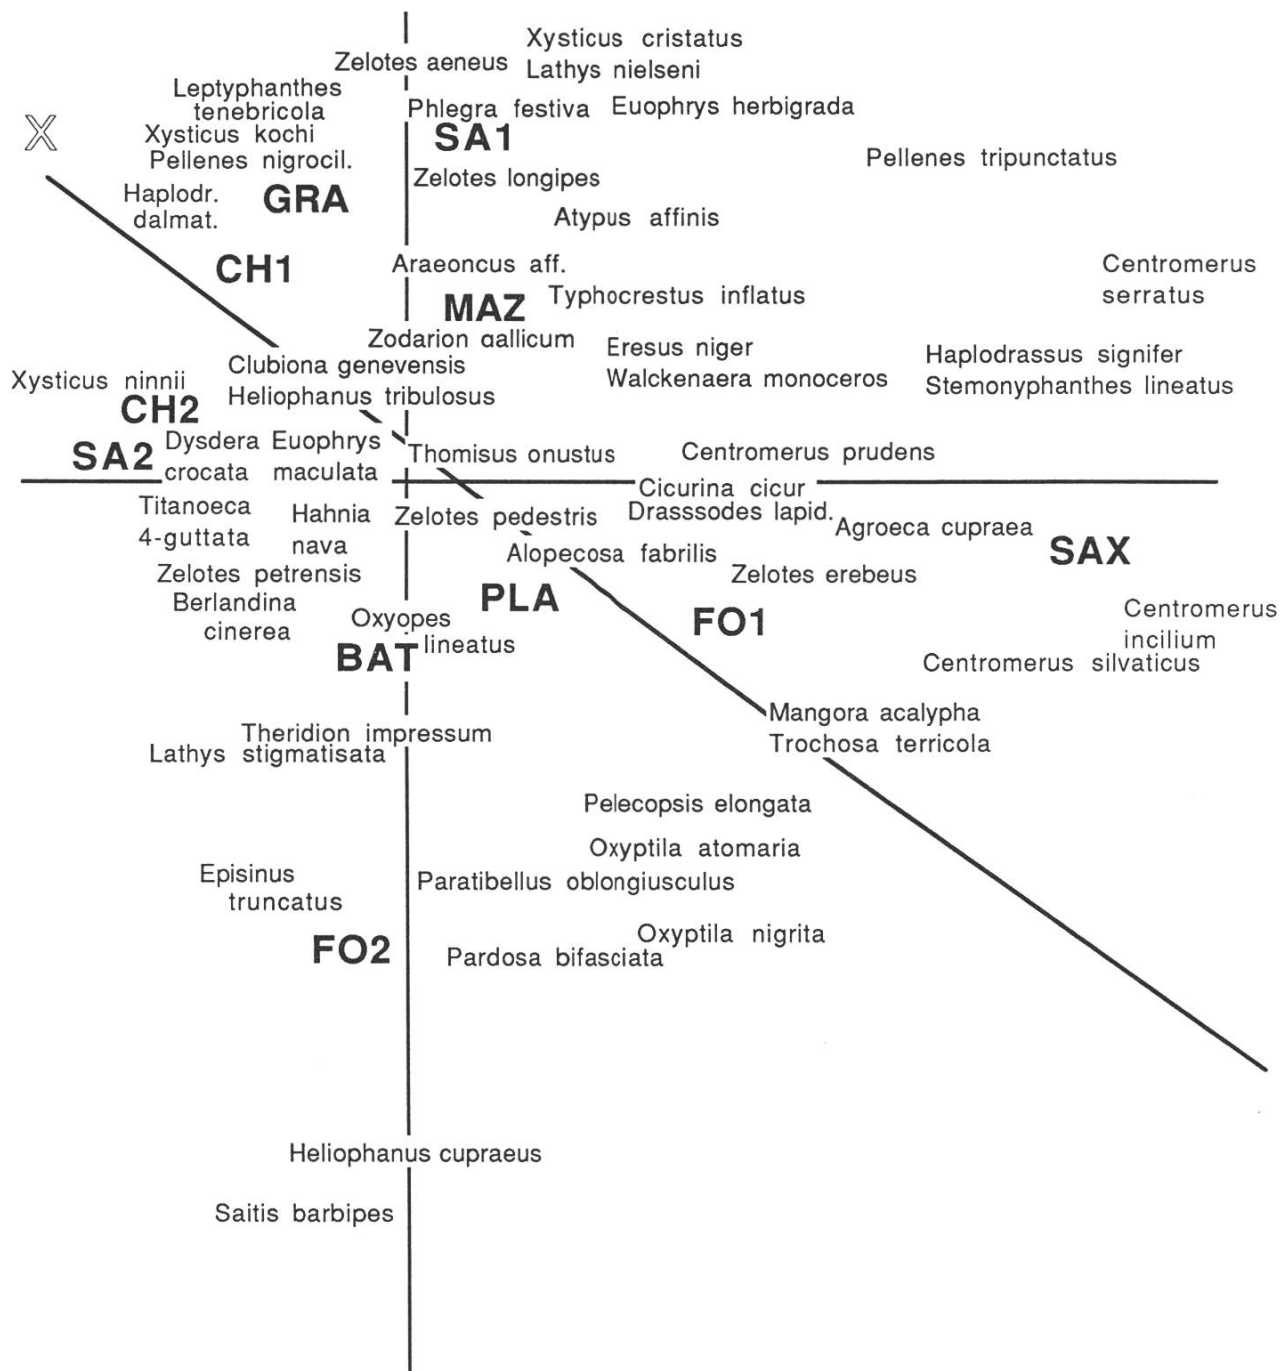 Xysticus cristatus
Zelotes aeneus
Lathys nielseni
Leptyphanthes
tenebricola
Phlegra festiva
Euophrys herbigrada
X
Xysticus kochi
SA1
Pellenes nigrocil.
Pellenes tripunctatus
Zelotes longipes
Haplodr.
dalmat.
GRA
Atypus affinis
CH1
Araeoncus aff.
Centromerus
serratus
MAZ
Typhocrestus inflatus
Zodarion gallicum
Eresus niger
Walckenaera monoceros
Haplodrassus signifer
Stemonyphanthes lineatus
Clubiona genevensis
Heliophanus tribulosus
Xysticus ninnii
CH2
SA2
Dysdera
crocata
Euophrys
maculata
Thomisus onustus
Centromerus prudens
Cicurina cicur
Drasssodes lapid.
Titanoeca
4-guttata
Hahnia
nava
Zelotes pedestris
Agroeca cupraea
SAX
Alopecosa fabrilis
Zelotes petrensis
Zelotes erebeus
Berlandina
cinerea
PLA
Oxyopes
lineatus
FO1
Centromerus
incilium
BAT
Centromerus silvaticus
Mangora acalypha
Trochosa terricola
Theridion impressum
Lathys stigmatisata
Pelecopsis elongata
Oxyptila atomaria
Episinus
truncatus
Paratibellus oblongiusculus
FO2
Oxyptila nigrita
Pardosa bifasciata
Heliophanus cupraeus
Saitis barbipes